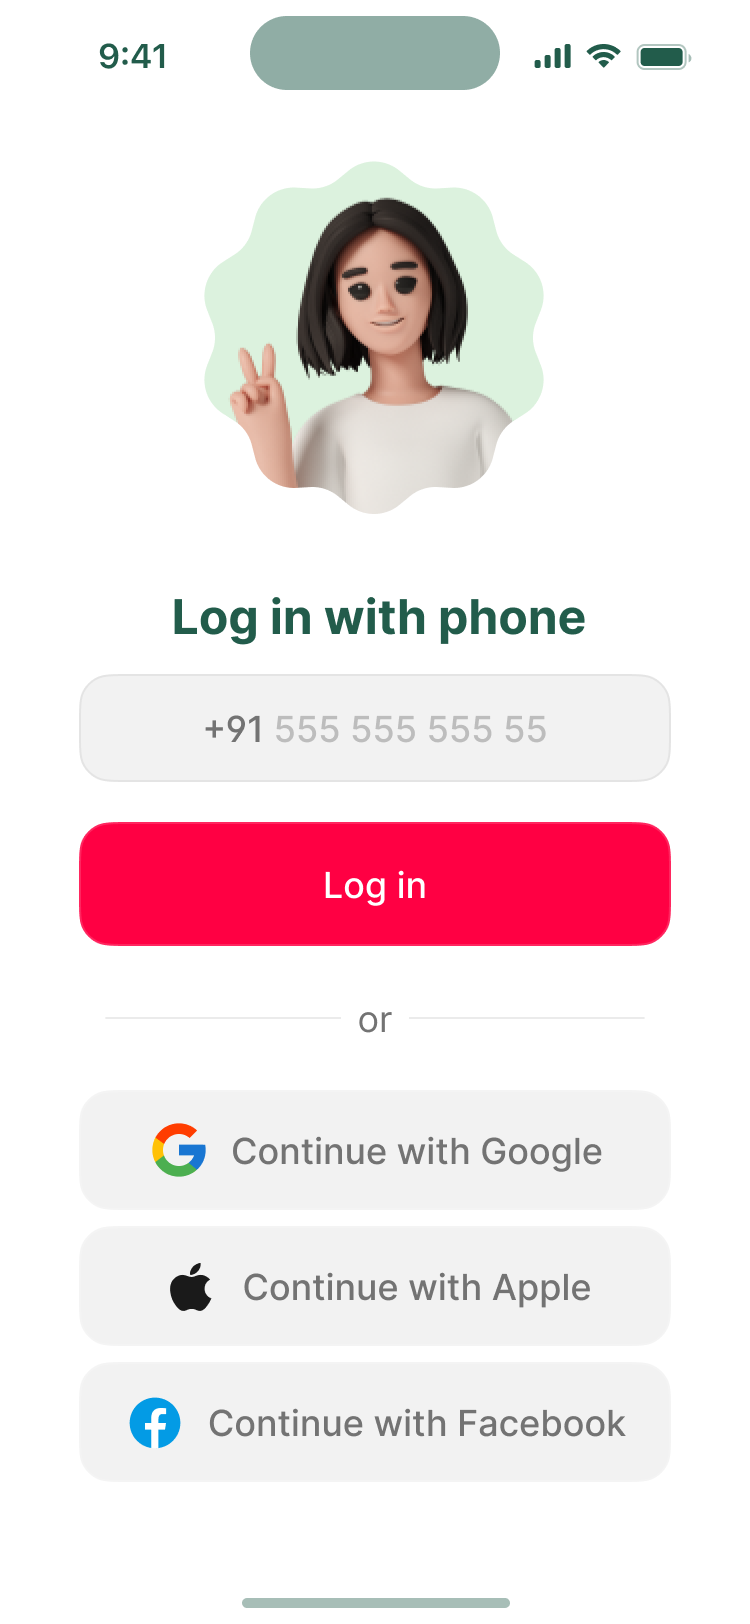 9:41
Log in with phone
+91 555 555 555 55
Log in
or
Continue with Google
Continue with Apple
Continue with Facebook